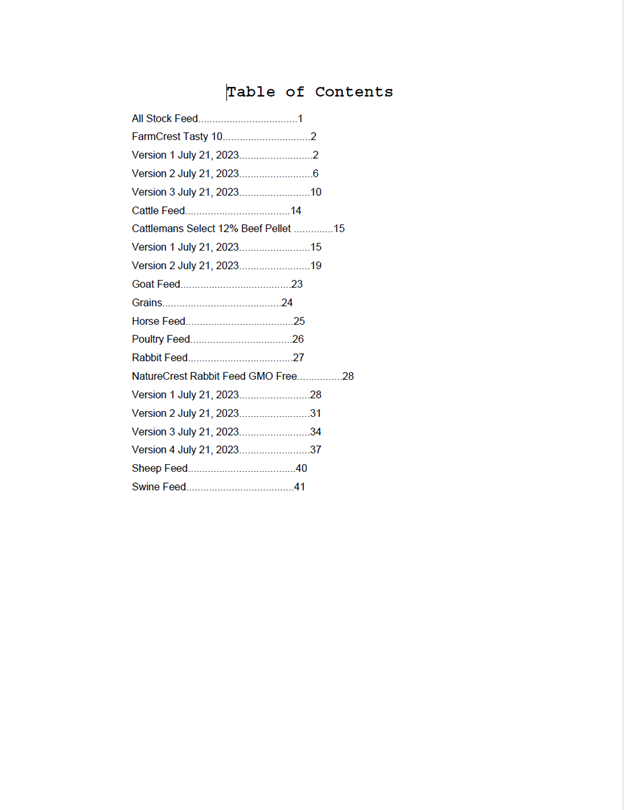 Table of Contents
All Stock Feed...................................1
FarmCrest Tasty 10...............................2
Version 1 July 21, 2023..........................2
Version 2 July 21, 2023..........................6
Version 3 July 21, 2023.........................10
Cattle Feed.....................................14
Cattlemans Select 12% Beef Pellet ..............15
Version 1 July 21, 2023.........................15
Version 2 July 21, 2023.........................19
Goat Feed.......................................23
Grains..........................................24
Horse Feed......................................25
Poultry Feed....................................26
Rabbit Feed.....................................27
NatureCrest Rabbit Feed GMO Free................28
Version 1 July 21, 2023.........................28
Version 2 July 21, 2023.........................31
Version 3 July 21, 2023.........................34
Version 4 July 21, 2023.........................37
Sheep Feed......................................40
Swine Feed......................................41